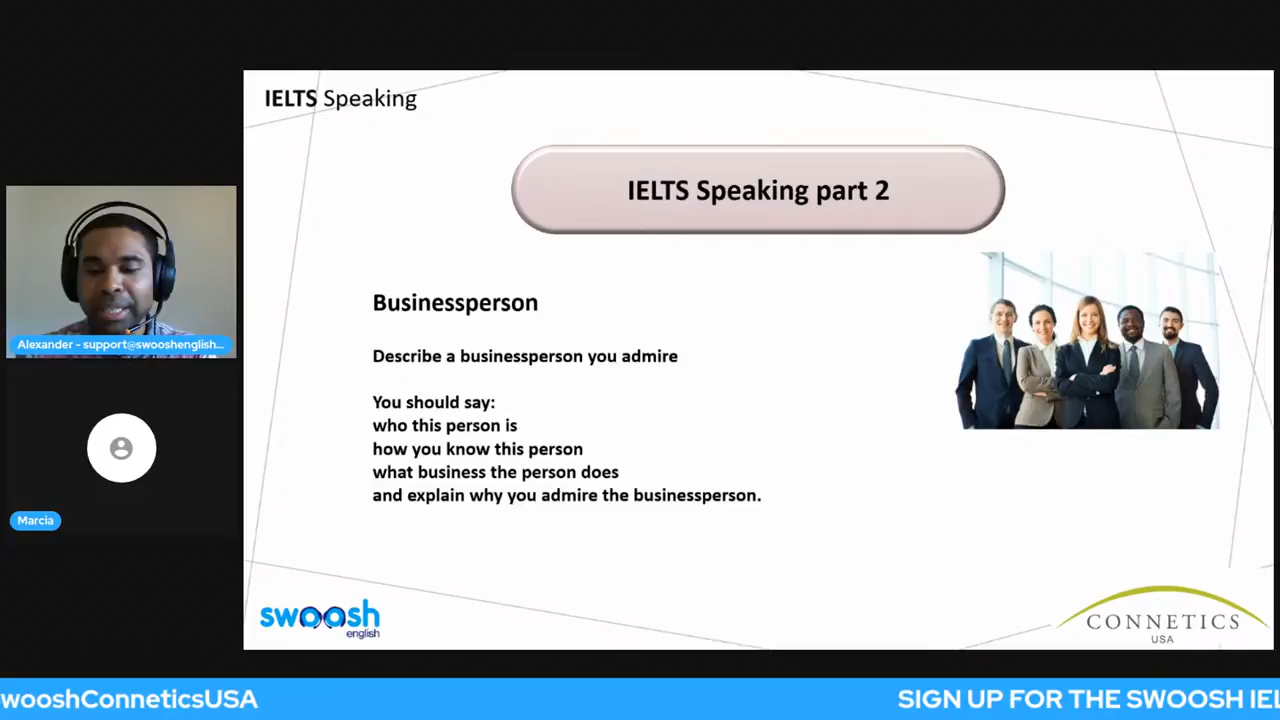 IELTS Speaking
IELTS Speaking part 2
Businessperson
Describe a businessperson you admire
You should say:
who this person is
how you know this person
what business the person does
and explain why you admire the businessperson.
Alexander - support@swooshenglish...
Marcia
swoosh
english
CONNETICS
USA
wooshConneticsUSA
SIGN UP FOR THE SWOOSH IEL